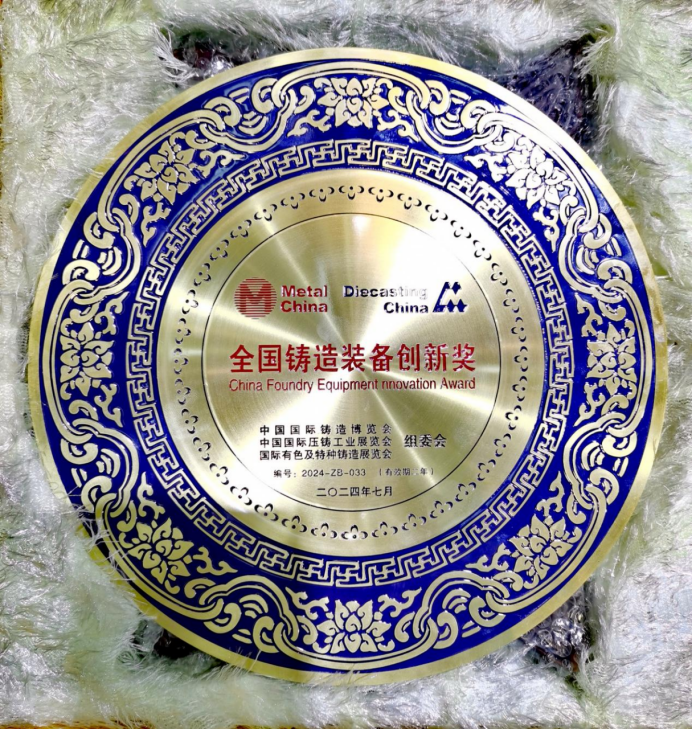 Metal China
Diecasting China
全国铸造装备创新奖
China Foundry Equipment nnovation Award
中国国际铸造博览会
中国国际压铸工业展览会 组委会
国际有色及特种铸造展览会
编号：2024-ZB-033 （有效期 年）
二〇二四年七月